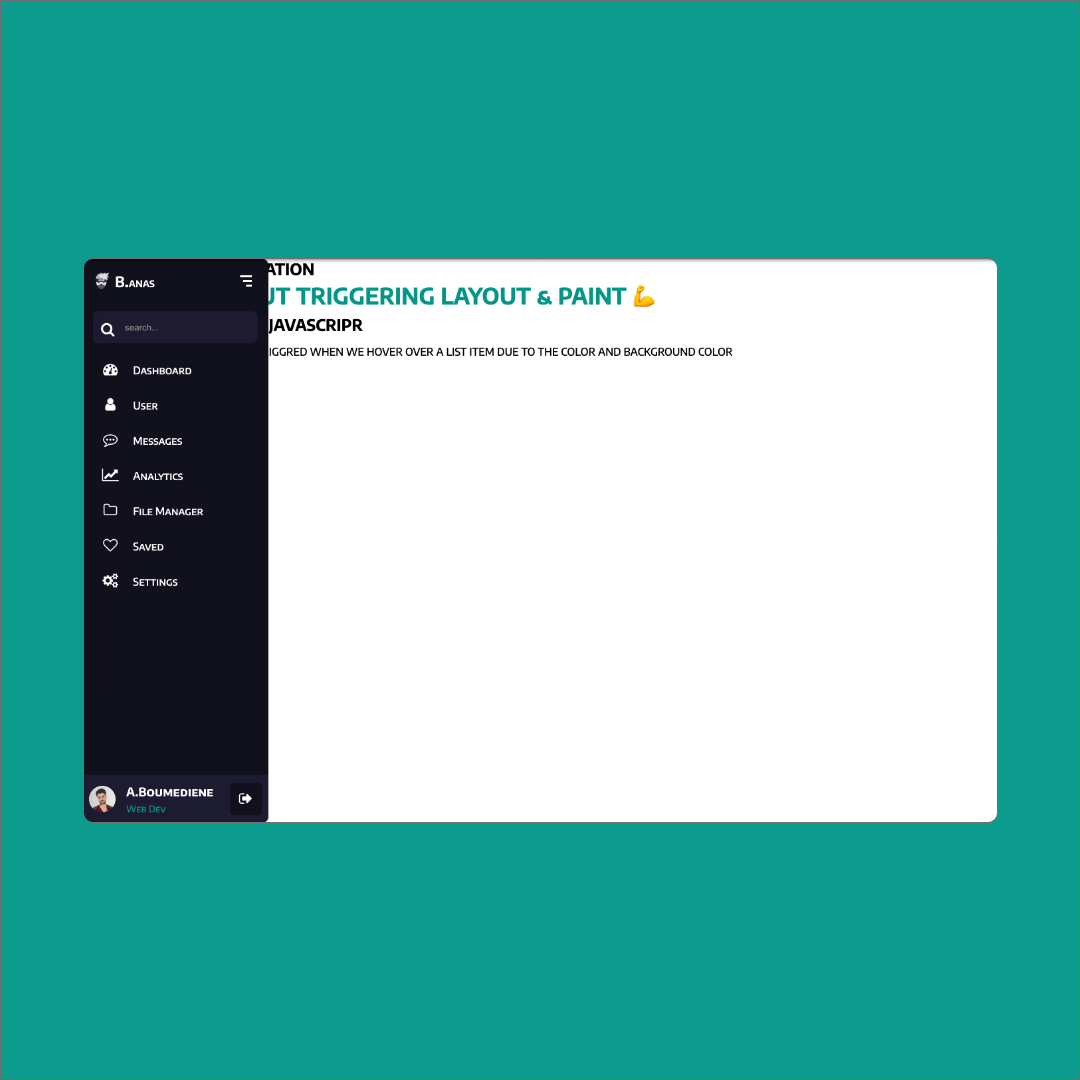 B.anas
search...
Dashboard
User
Messages
Analytics
File Manager
Saved
Settings
A.Boumediene
Web Dev
ATION
UT TRIGGERING LAYOUT & PAINT 💪
JAVASCRIPR
IGGRED WHEN WE HOVER OVER A LIST ITEM DUE TO THE COLOR AND BACKGROUND COLOR